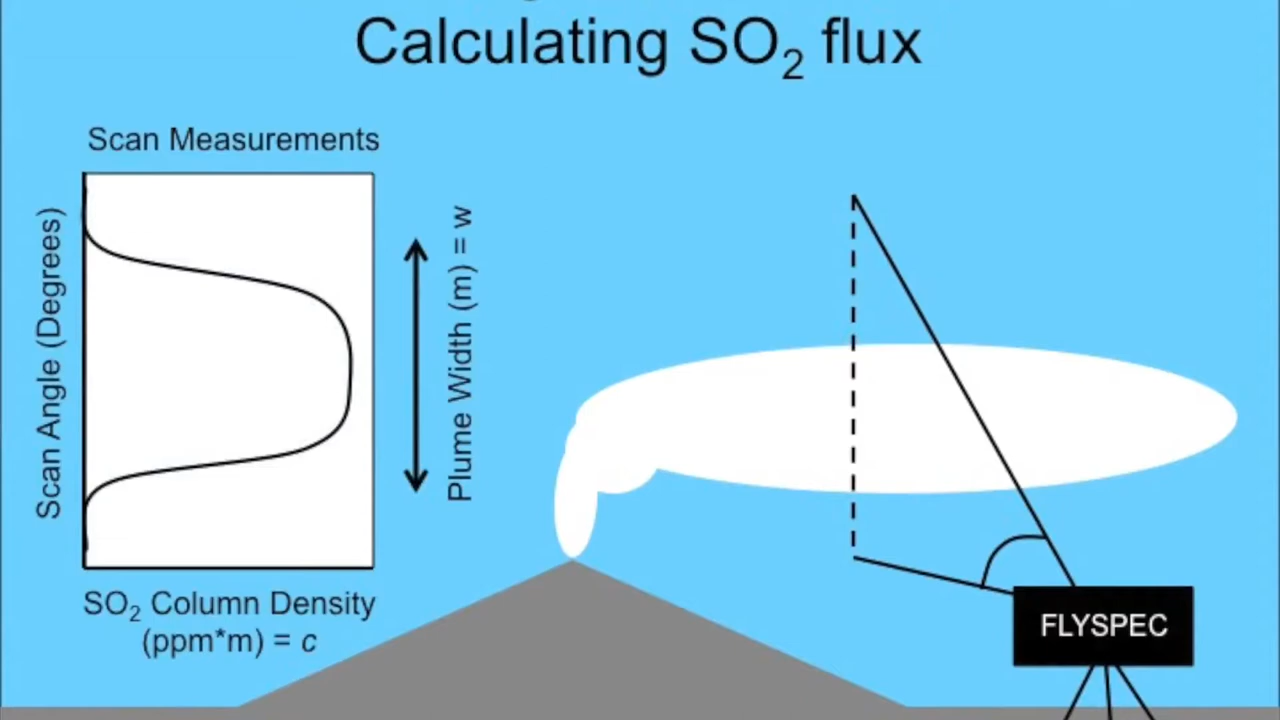 Calculating SO₂ flux
Scan Measurements
Scan Angle (Degrees)
Plume Width (m) = w
SO₂ Column Density
(ppm*m) = c
FLYSPEC